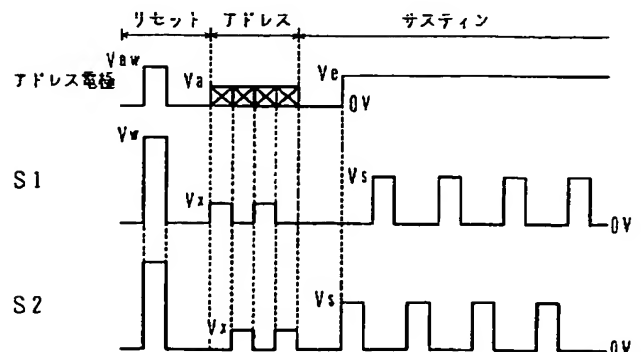 リセット アドレス サステイン
Vaw
アドレス電極 Va Ve
0V
Vw
S1 Vx Vs
0V
S2 Vx Vs
0V